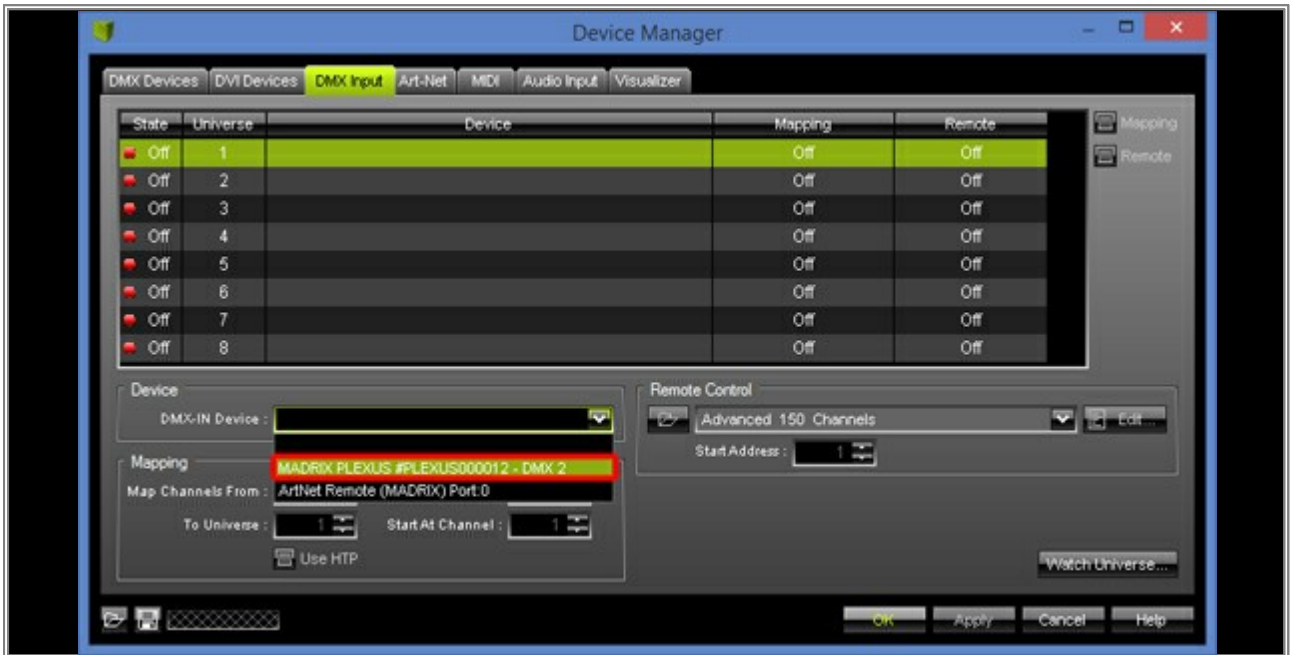 Device Manager
DMX Devices DVI Devices DMX Input Art-Net MIDI Audio Input Visualizer
State Universe Device Mapping Remote
Mapping
Remote
Off 1 Off Off
Off 2 Off Off
Off 3 Off Off
Off 4 Off Off
Off 5 Off Off
Off 6 Off Off
Off 7 Off Off
Off 8 Off Off
Device
DMX-IN Device :
MADRIX PLEXUS #PLEXUS000012 - DMX 2
ArtNet Remote (MADRIX) Port:0
Mapping
Map Channels From :
To Universe : 1 Start At Channel : 1
Use HTP
Remote Control
Advanced 150 Channels Edit...
Start Address : 1
Watch Universe...
OK Apply Cancel Help